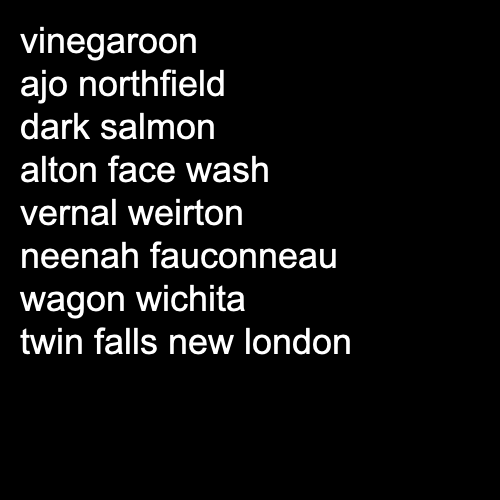 vinegaroon
ajo northfield
dark salmon
alton face wash
vernal weirton
neenah fauconneau
wagon wichita
twin falls new london